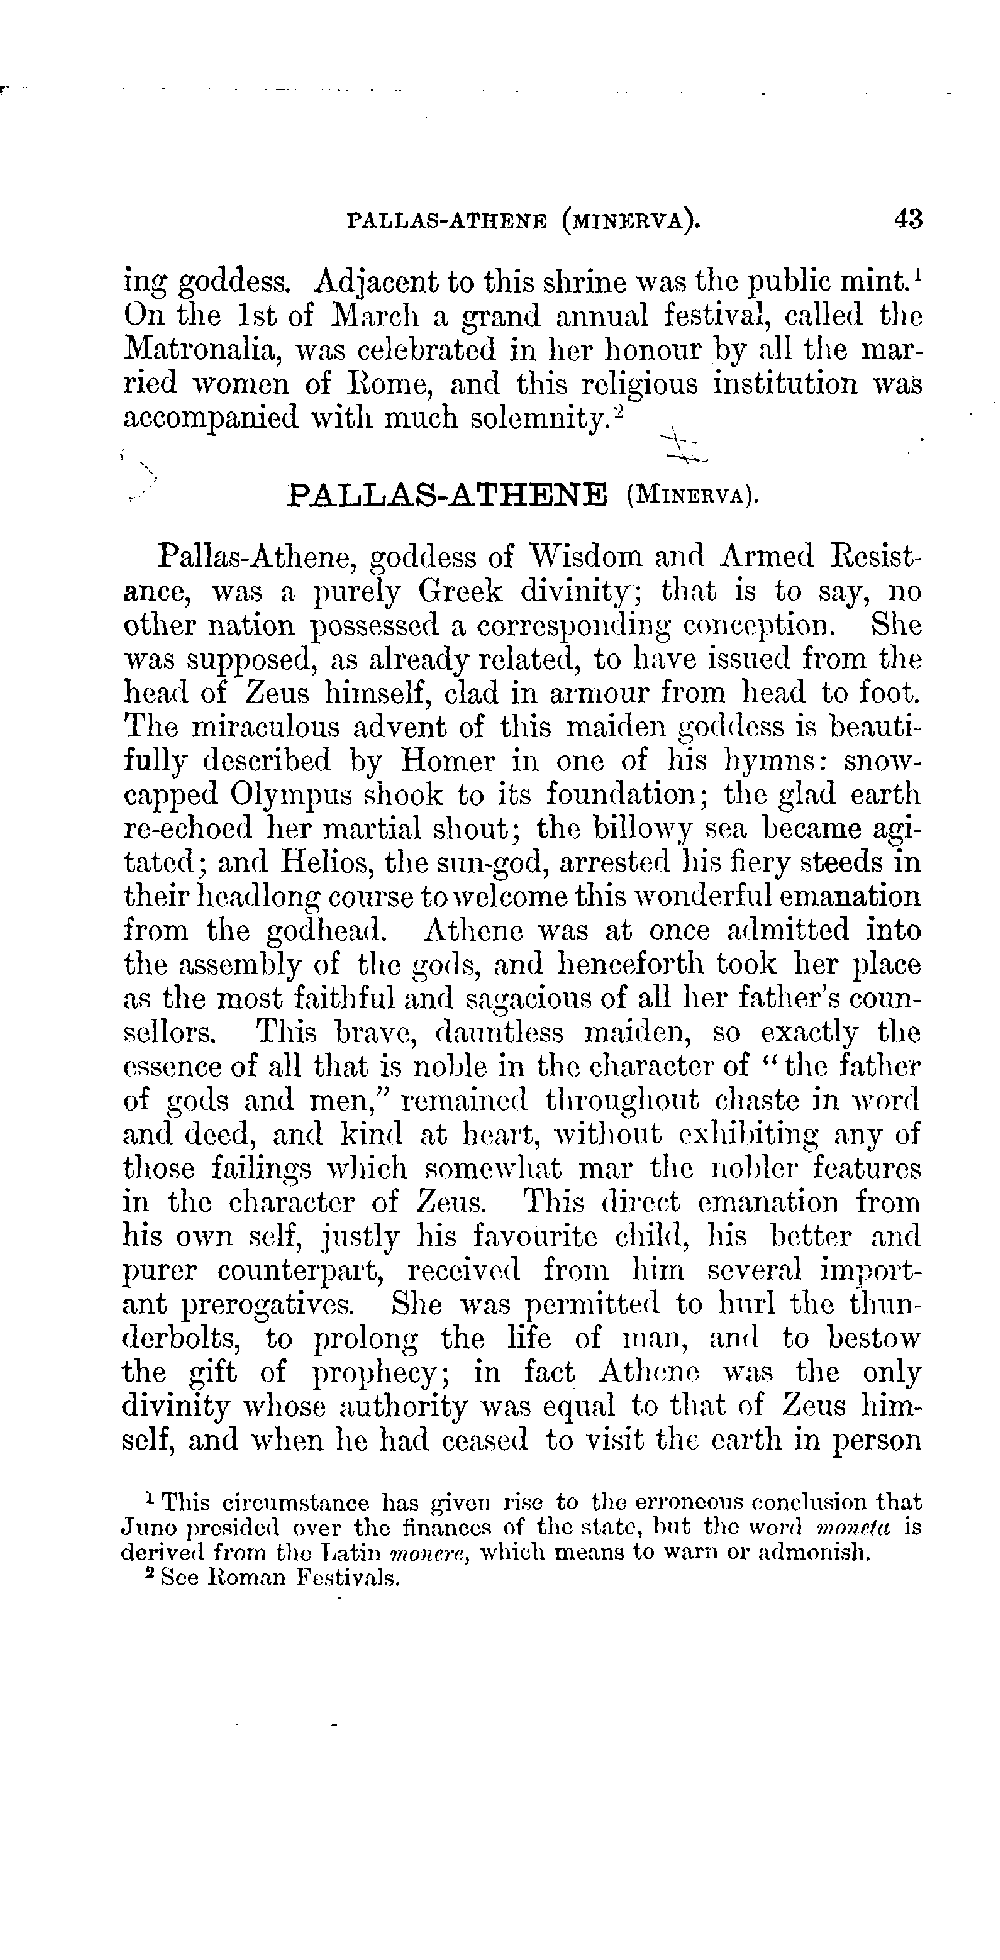 PALLAS-ATHENE (MINERVA). 43
ing goddess. Adjacent to this shrine was the public mint.¹
On the 1st of March a grand annual festival, called the
Matronalia, was celebrated in her honour by all the mar-
ried women of Rome, and this religious institution was
accompanied with much solemnity.²
PALLAS-ATHENE (MINERVA).
Pallas-Athene, goddess of Wisdom and Armed Resist-
ance, was a purely Greek divinity; that is to say, no
other nation possessed a corresponding conception. She
was supposed, as already related, to have issued from the
head of Zeus himself, clad in armour from head to foot.
The miraculous advent of this maiden goddess is beauti-
fully described by Homer in one of his hymns: snow-
capped Olympus shook to its foundation; the glad earth
re-echoed her martial shout; the billowy sea became agi-
tated; and Helios, the sun-god, arrested his fiery steeds in
their headlong course to welcome this wonderful emanation
from the godhead. Athene was at once admitted into
the assembly of the gods, and henceforth took her place
as the most faithful and sagacious of all her father's coun-
sellors. This brave, dauntless maiden, so exactly the
essence of all that is noble in the character of "the father
of gods and men," remained throughout chaste in word
and deed, and kind at heart, without exhibiting any of
those failings which somewhat mar the nobler features
in the character of Zeus. This direct emanation from
his own self, justly his favourite child, his better and
purer counterpart, received from him several import-
ant prerogatives. She was permitted to hurl the thun-
derbolts, to prolong the life of man, and to bestow
the gift of prophecy; in fact Athene was the only
divinity whose authority was equal to that of Zeus him-
self, and when he had ceased to visit the earth in person
¹ This circumstance has given rise to the erroneous conclusion that
Juno presided over the finances of the state, but the word moneta is
derived from the Latin monere, which means to warn or admonish.
² See Roman Festivals.